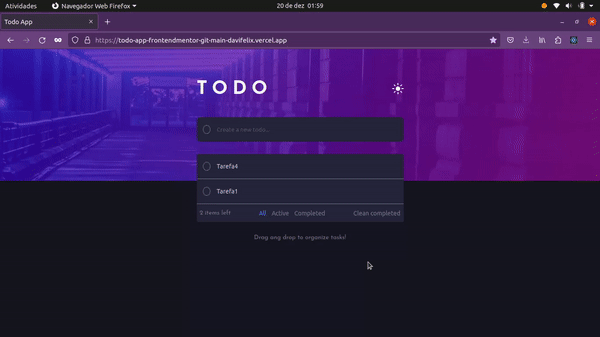 Atividades Navegador Web Firefox 20 de dez 01:59
Todo App
https://todo-app-frontendmentor-git-main-davifelix.vercel.app
TODO
Create a new todo...
Tarefa4
Tarefa1
2 items left All Active Completed Clean completed
Drag ang drop to organize tasks!